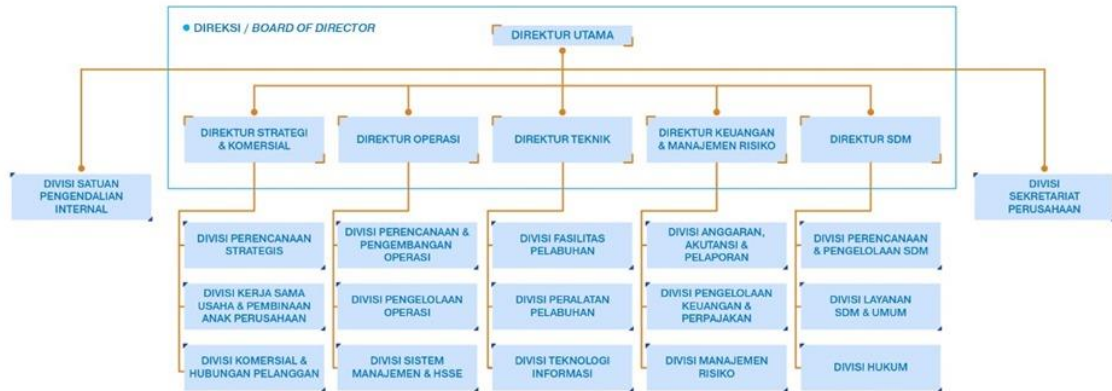 DIREKSI / BOARD OF DIRECTOR
DIREKTUR UTAMA
DIREKTUR STRATEGI
& KOMERSIAL
DIREKTUR OPERASI
DIREKTUR TEKNIK
DIREKTUR KEUANGAN
& MANAJEMEN RISIKO
DIREKTUR SDM
DIVISI SATUAN
PENGENDALIAN
INTERNAL
DIVISI
SEKRETARIAT
PERUSAHAAN
DIVISI PERENCANAAN
STRATEGIS
DIVISI PERENCANAAN &
PENGEMBANGAN
OPERASI
DIVISI FASILITAS
PELABUHAN
DIVISI ANGGARAN,
AKUTANSI &
PELAPORAN
DIVISI PERENCANAAN
& PENGELOLAAN SDM
DIVISI KERJA SAMA
USAHA & PEMBINAAN
ANAK PERUSAHAAN
DIVISI PENGELOLAAN
OPERASI
DIVISI PERALATAN
PELABUHAN
DIVISI PENGELOLAAN
KEUANGAN &
PERPAJAKAN
DIVISI LAYANAN
SDM & UMUM
DIVISI KOMERSIAL &
HUBUNGAN PELANGGAN
DIVISI SISTEM
MANAJEMEN & HSSE
DIVISI TEKNOLOGI
INFORMASI
DIVISI MANAJEMEN
RISIKO
DIVISI HUKUM